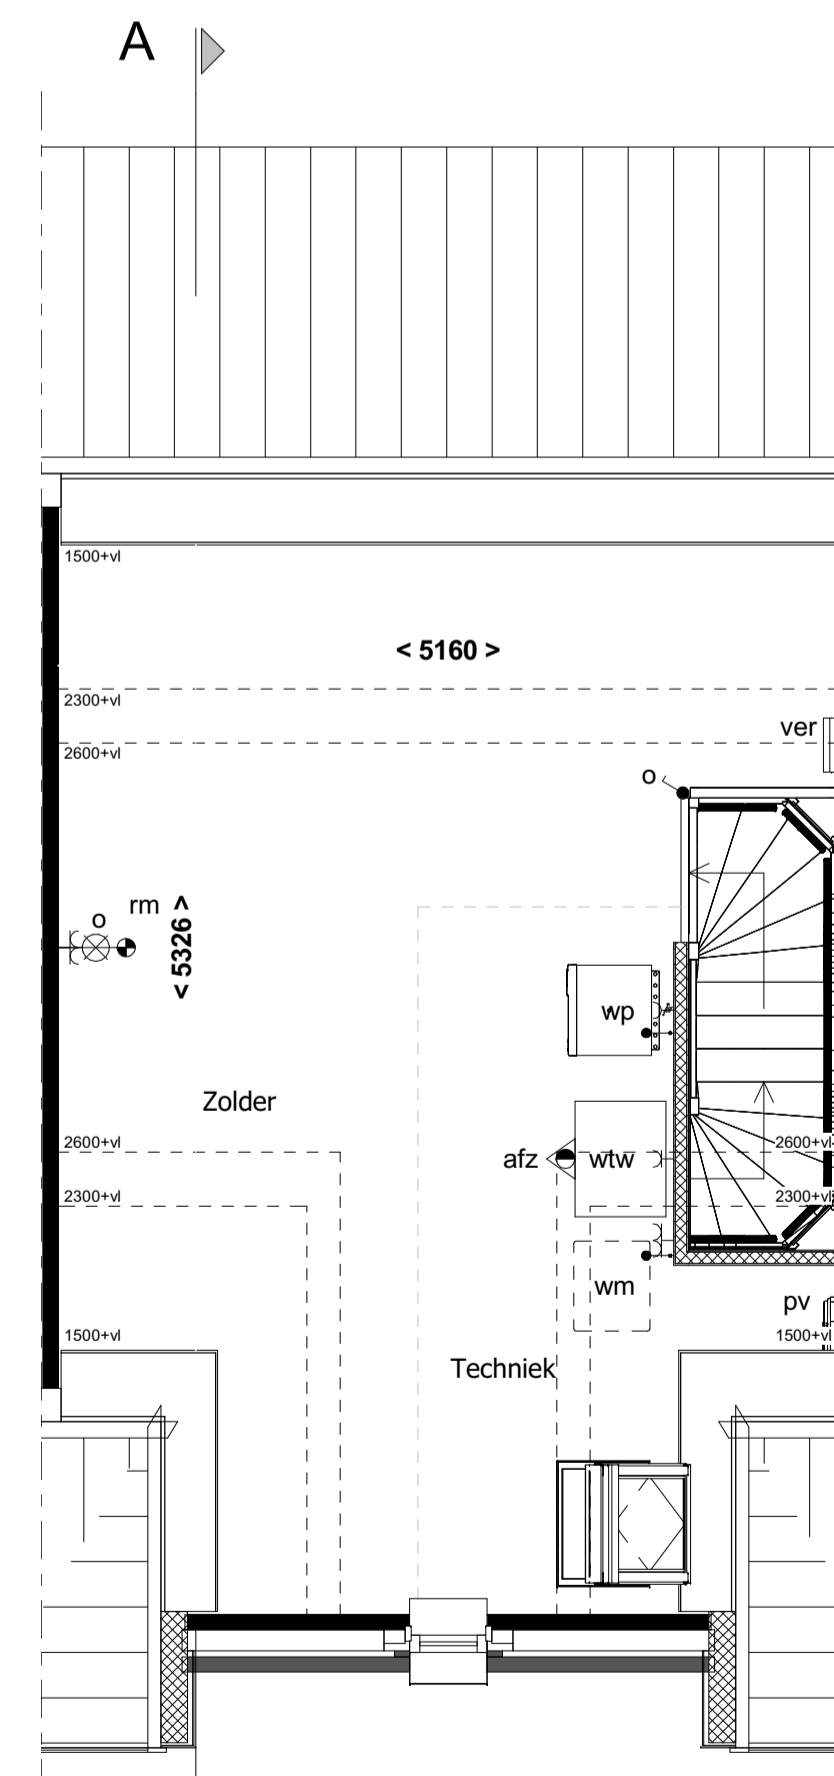 A
1500+vl
< 5160 >
2300+vl
ver
2600+vl
o
rm
o
< 5326 >
wp
Zolder
2600+vl
2600+vl
afz
wtw
2300+vl
2300+vl
wm
pv
1500+vl
1500+vl
Techniek